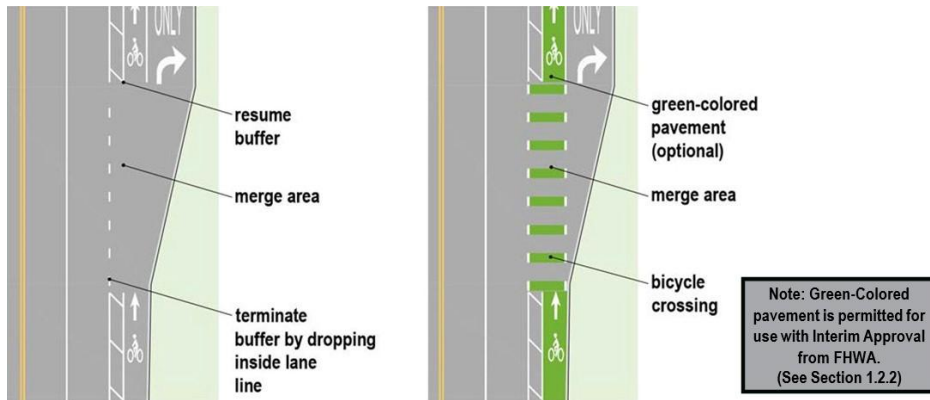 ONLY
resume
buffer
merge area
terminate
buffer by dropping
inside lane
line
ONLY
green-colored
pavement
(optional)
merge area
bicycle
crossing
Note: Green-Colored
pavement is permitted for
use with Interim Approval
from FHWA.
(See Section 1.2.2)